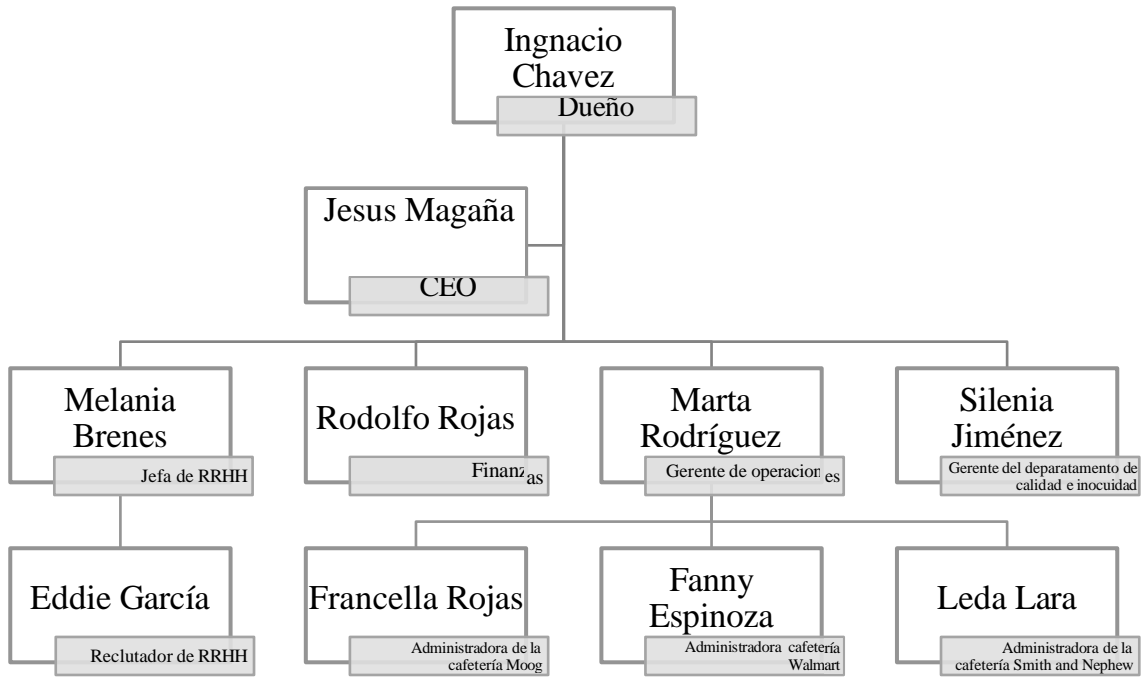 Ingnacio
Chavez
Dueño
Jesus Magaña
CEO
Melania
Brenes
Jefa de RRHH
Rodolfo Rojas
Finanzas
Marta
Rodríguez
Gerente de operaciones
Silenia
Jiménez
Gerente del deparatamento de
calidad e inocuidad
Eddie García
Reclutador de RRHH
Francella Rojas
Administradora de la
cafetería Moog
Fanny
Espinoza
Administradora cafetería
Walmart
Leda Lara
Administradora de la
cafetería Smith and Nephew